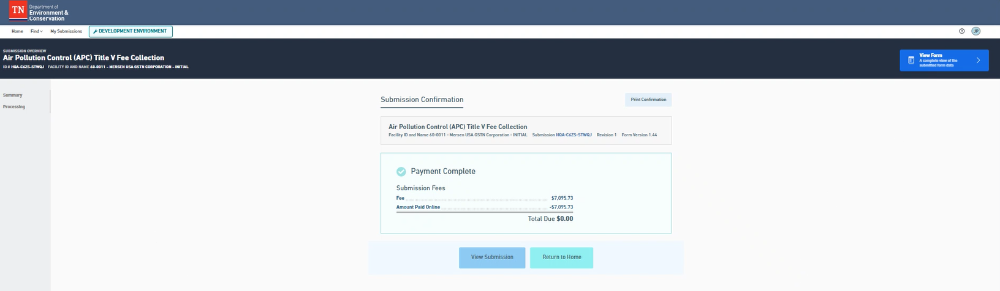 TN
Department of
Environment &
Conservation
Home Find My Submissions DEVELOPMENT ENVIRONMENT JP
SUBMISSION OVERVIEW
Air Pollution Control (APC) Title V Fee Collection
ID # HQA-C6ZS-STWQJ FACILITY ID AND NAME 60-0011 - MERSEN USA GSTN CORPORATION - INITIAL
View Form
A complete view of the
submitted form data
Summary
Processing
Submission Confirmation
Print Confirmation
Air Pollution Control (APC) Title V Fee Collection
Facility ID and Name 60-0011 - Mersen USA GSTN Corporation - INITIAL Submission HQA-C6ZS-STWQJ Revision 1 Form Version 1.44
Payment Complete
Submission Fees
Fee $7,095.73
Amount Paid Online -$7,095.73
Total Due $0.00
View Submission
Return to Home